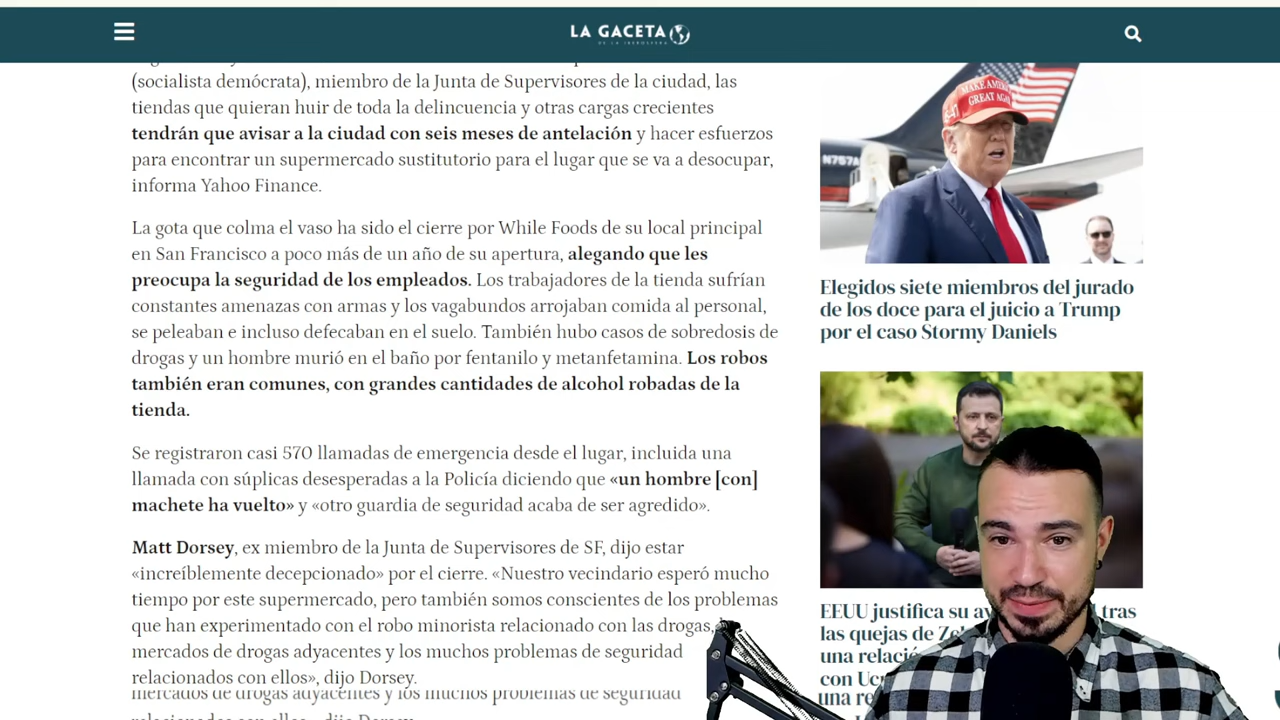 LA GACETA
DE LA IBEROSFERA
(socialista demócrata), miembro de la Junta de Supervisores de la ciudad, las
tiendas que quieran huir de toda la delincuencia y otras cargas crecientes
tendrán que avisar a la ciudad con seis meses de antelación y hacer esfuerzos
para encontrar un supermercado sustitutorio para el lugar que se va a desocupar,
informa Yahoo Finance.
La gota que colma el vaso ha sido el cierre por While Foods de su local principal
en San Francisco a poco más de un año de su apertura, alegando que les
preocupa la seguridad de los empleados. Los trabajadores de la tienda sufrían
constantes amenazas con armas y los vagabundos arrojaban comida al personal,
se peleaban e incluso defecaban en el suelo. También hubo casos de sobredosis de
drogas y un hombre murió en el baño por fentanilo y metanfetamina. Los robos
también eran comunes, con grandes cantidades de alcohol robadas de la
tienda.
Se registraron casi 570 llamadas de emergencia desde el lugar, incluida una
llamada con súplicas desesperadas a la Policía diciendo que «un hombre [con]
machete ha vuelto» y «otro guardia de seguridad acaba de ser agredido».
Matt Dorsey, ex miembro de la Junta de Supervisores de SF, dijo estar
«increíblemente decepcionado» por el cierre. «Nuestro vecindario esperó mucho
tiempo por este supermercado, pero también somos conscientes de los problemas
que han experimentado con el robo minorista relacionado con las drogas,
mercados de drogas adyacentes y los muchos problemas de seguridad
relacionados con ellos», dijo Dorsey.
mercados de drogas adyacentes y los muchos problemas de seguridad
relacionados con ellos», dijo Dorsey.
MAKE AMERICA
GREAT AGAIN
N757A
Elegidos siete miembros del jurado
de los doce para el juicio a Trump
por el caso Stormy Daniels
EEUU justifica su tras
las quejas de
una
con
una